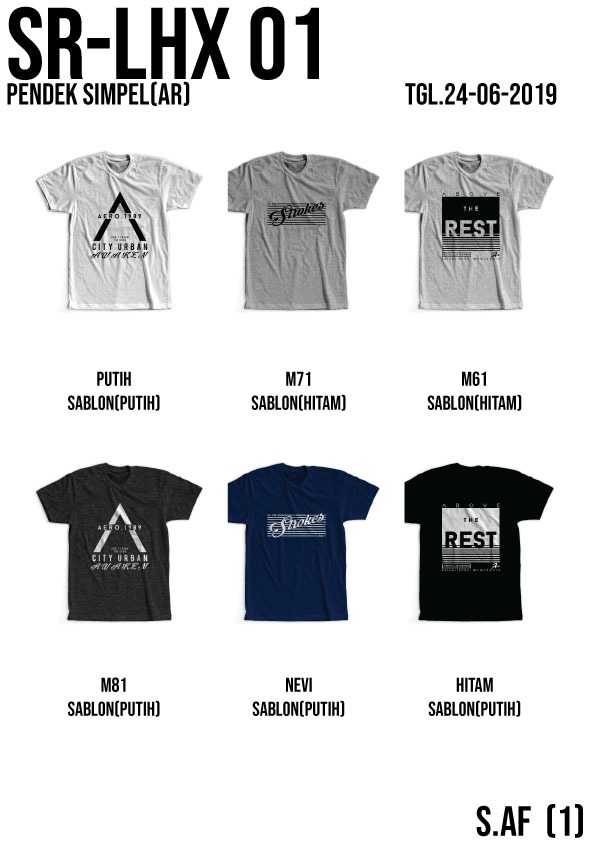 SR-LHX 01
PENDEK SIMPEL(AR)
TGL.24-06-2019
AERO.1989
CITY URBAN
AWAKEN
Strokes
ABOVE
THE
REST
PUTIH
SABLON(PUTIH)
M71
SABLON(HITAM)
M61
SABLON(HITAM)
AERO.1989
CITY URBAN
AWAKEN
Strokes
ABOVE
THE
REST
M81
SABLON(PUTIH)
NEVI
SABLON(PUTIH)
HITAM
SABLON(PUTIH)
S.AF (1)